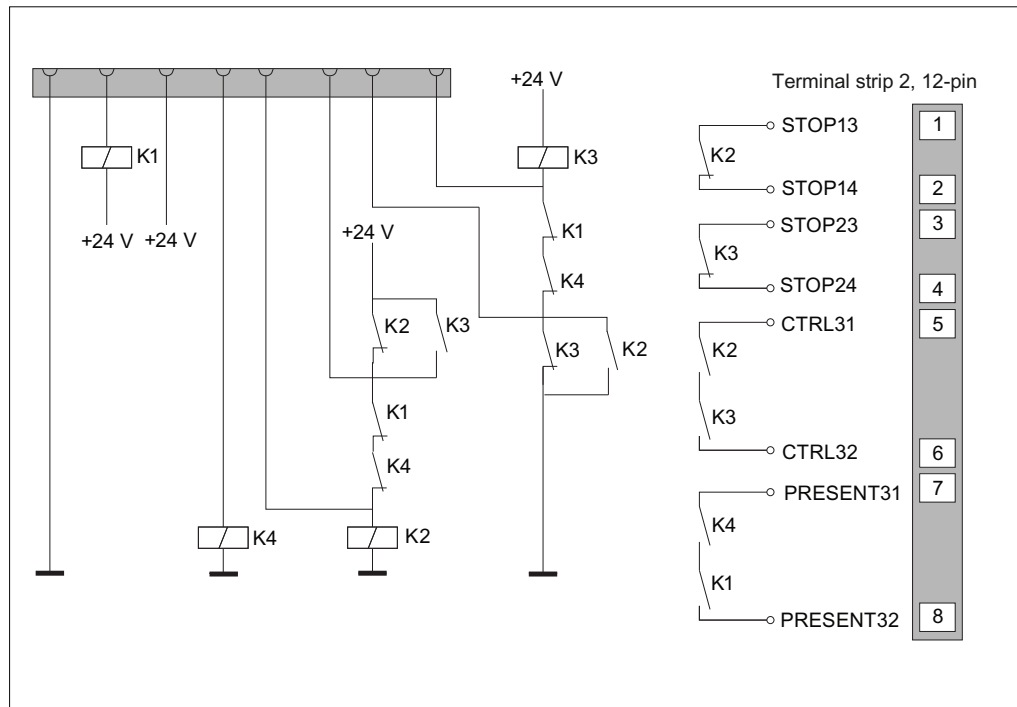 +24 V
Terminal strip 2, 12-pin
K1
K3
STOP13
1
K2
STOP14
2
+24 V
+24 V
+24 V
K1
STOP23
3
K3
K4
STOP24
4
K2
K3
K3
K2
CTRL31
5
K2
K1
K3
K4
CTRL32
6
PRESENT31
7
K4
K2
K4
K1
PRESENT32
8